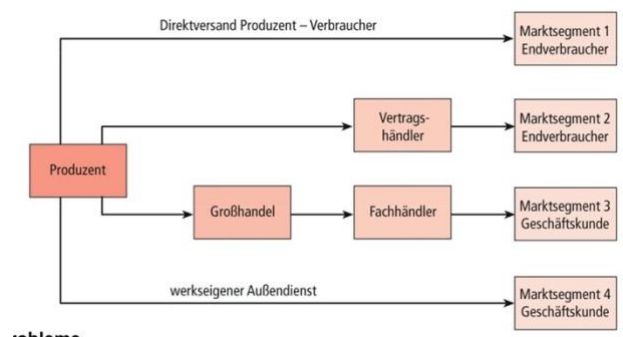 Direktversand Produzent – Verbraucher
Marktsegment 1
Endverbraucher
Vertrags-
händler
Marktsegment 2
Endverbraucher
Produzent
Großhandel
Fachhändler
Marktsegment 3
Geschäftskunde
werkseigener Außendienst
Marktsegment 4
Geschäftskunde